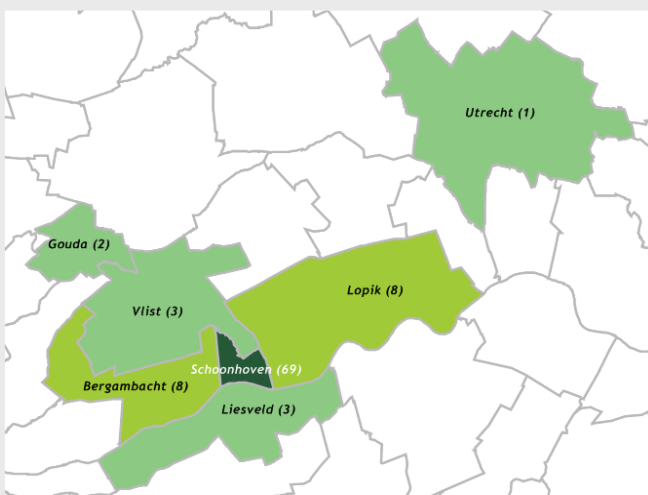 Utrecht (1)
Gouda (2)
Lopik (8)
Vlist (3)
Schoonhoven (69)
Bergambacht (8)
Liesveld (3)